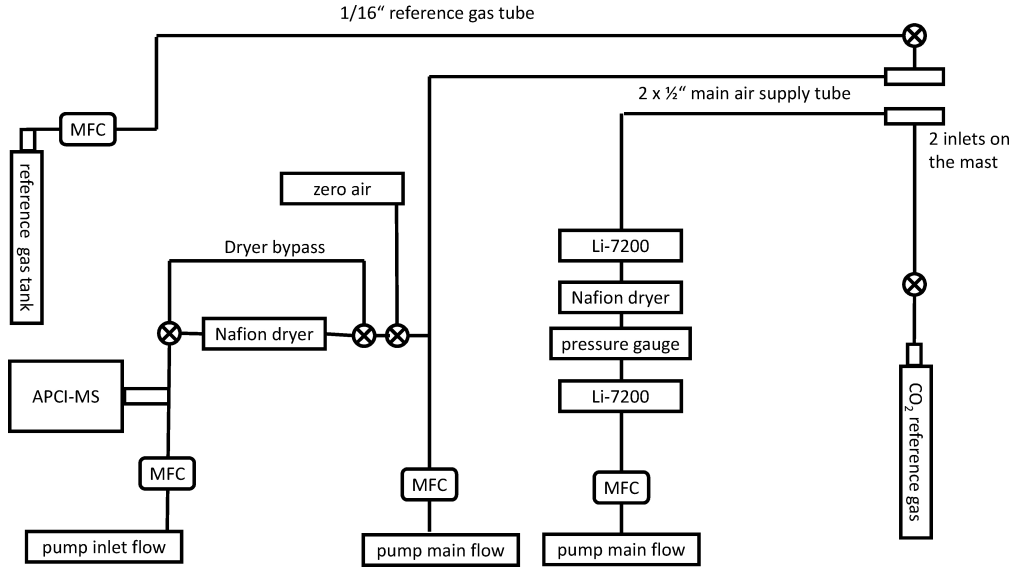 1/16“ reference gas tube
2 x ½“ main air supply tube
MFC
2 inlets on
the mast
reference gas tank
zero air
Dryer bypass
Li-7200
Nafion dryer
Nafion dryer
pressure gauge
APCI-MS
Li-7200
CO₂ reference gas
MFC
MFC
MFC
pump inlet flow
pump main flow
pump main flow